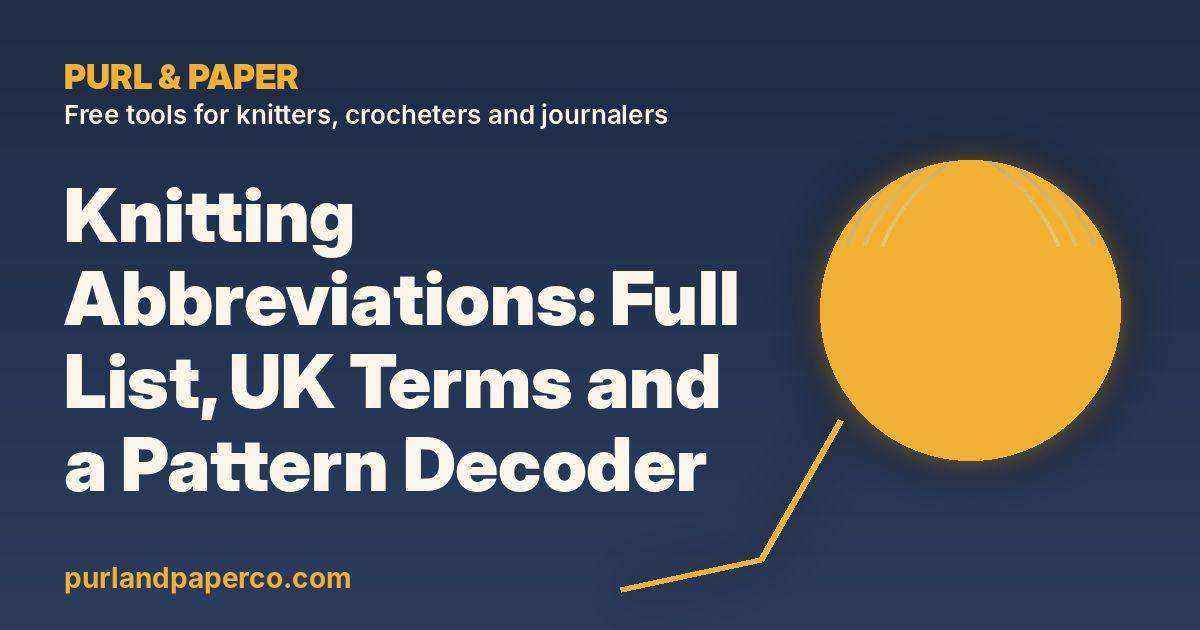 PURL & PAPER
Free tools for knitters, crocheters and journalers
Knitting
Abbreviations: Full
List, UK Terms and
a Pattern Decoder
purlandpaperco.com